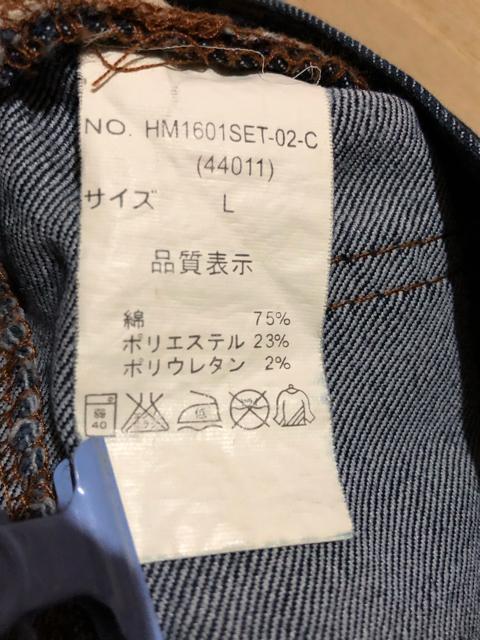 NO. HM1601SET-02-C
(44011)
サイズ L
品質表示
綿 75%
ポリエステル 23%
ポリウレタン 2%
40
低